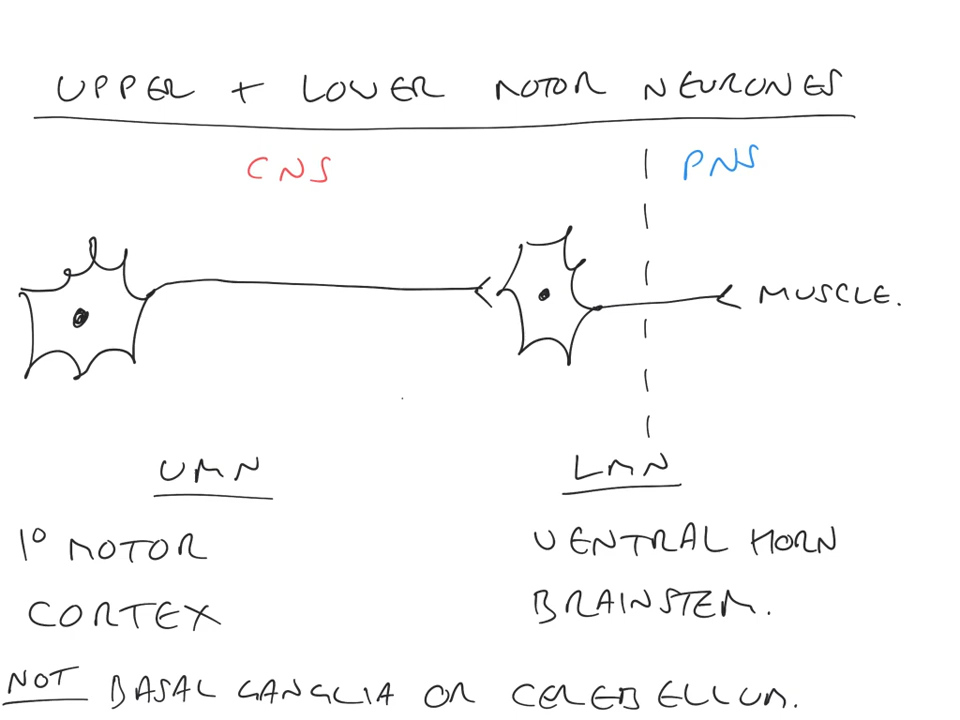 UPPER + LOWER MOTOR NEURONES
CNS
PNS
MUSCLE.
UMN
LMN
1° MOTOR
CORTEX
VENTRAL HORN
BRAINSTEM.
NOT BASAL GANGLIA OR CEREBELLUM.